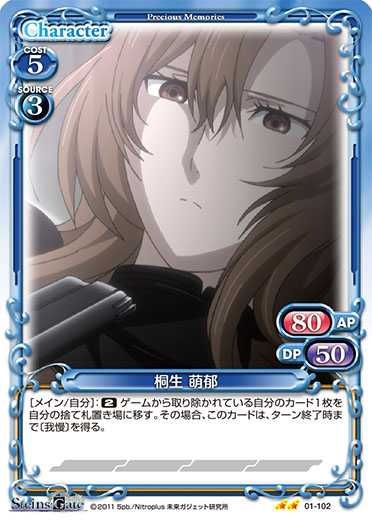 Precious Memories
Character
COST
5
SOURCE
3
80 AP
DP 50
桐生 萌郁
[メイン/自分]:2 ゲームから取り除かれている自分のカード1枚を
自分の捨て札置き場に移す。その場合、このカードは、ターン終了時ま
で〔我慢〕を得る。
Steins;Gate
©2011 5pb./Nitroplus 未来ガジェット研究所
01-102